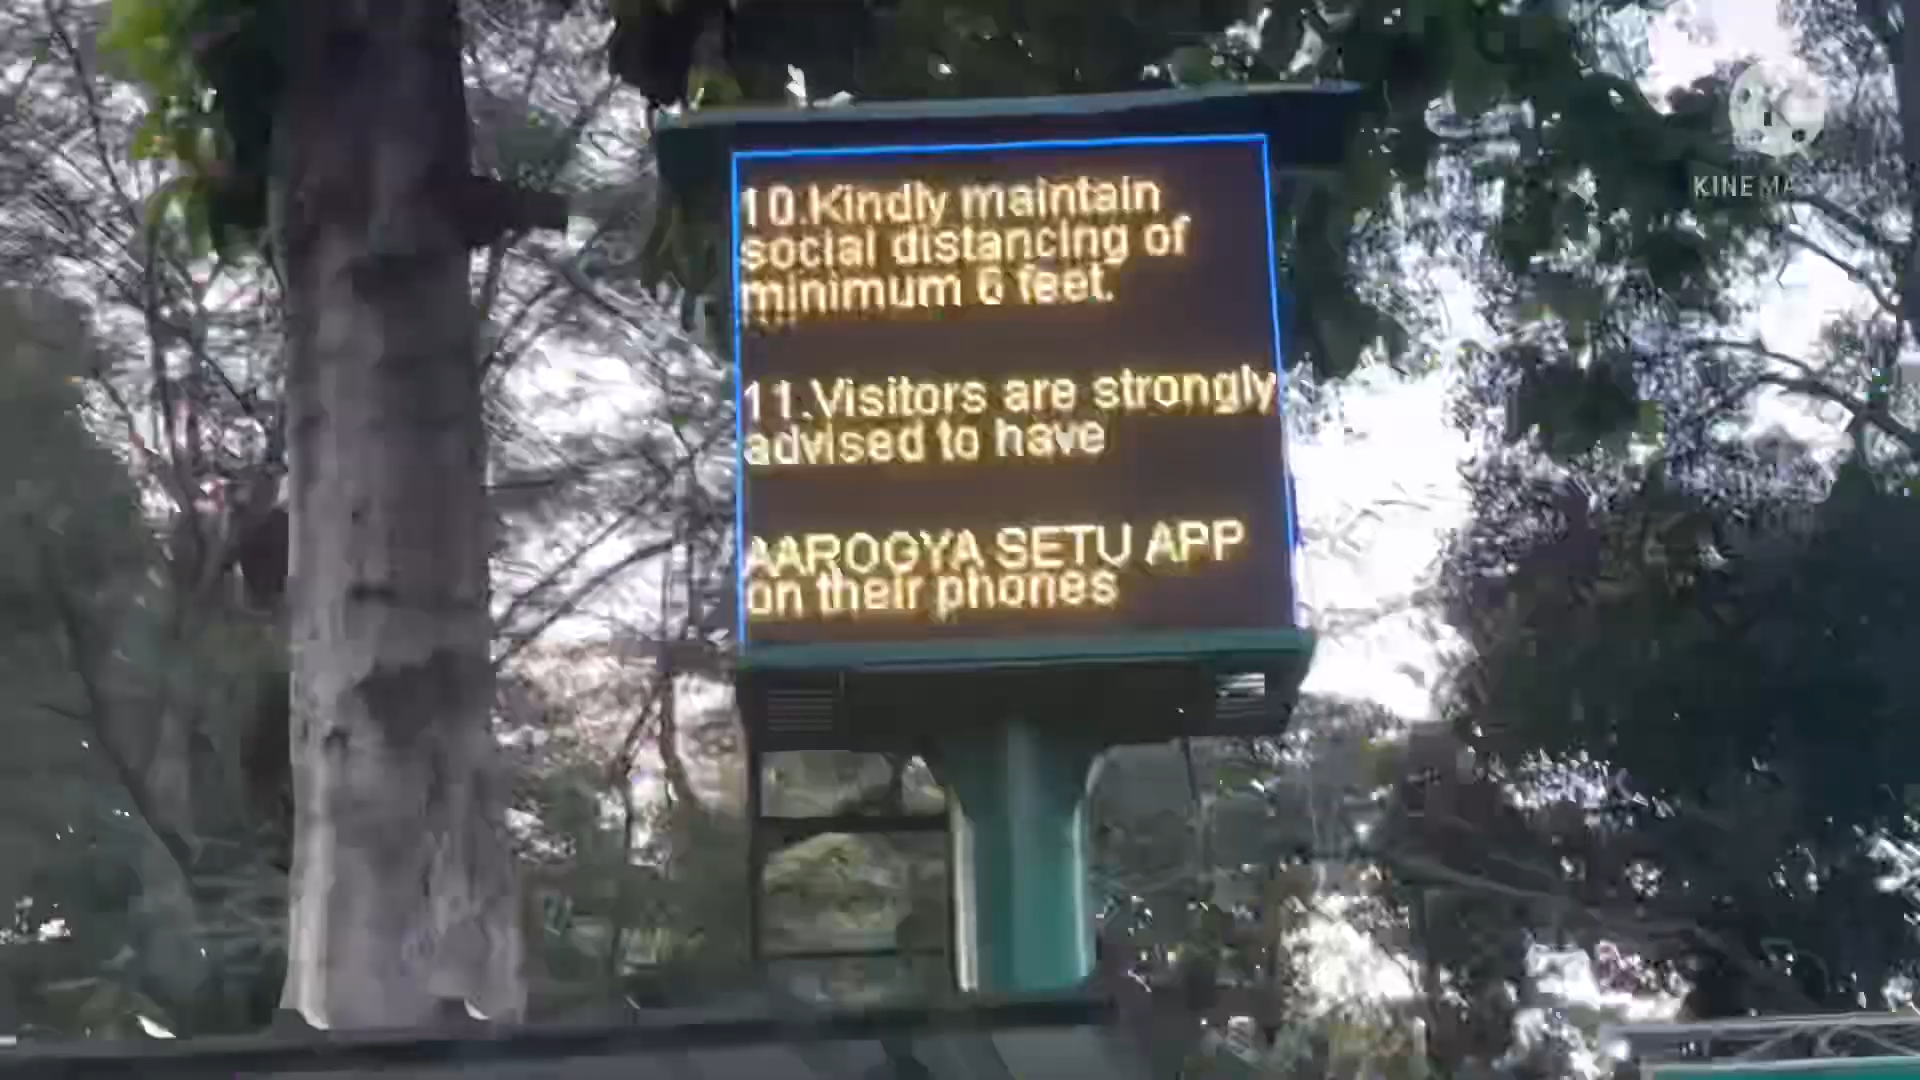 10.Kindly maintain
social distancing of
minimum 6 feet.
11.Visitors are strongly
advised to have
AAROGYA SETU APP
on their phones
KINEMA